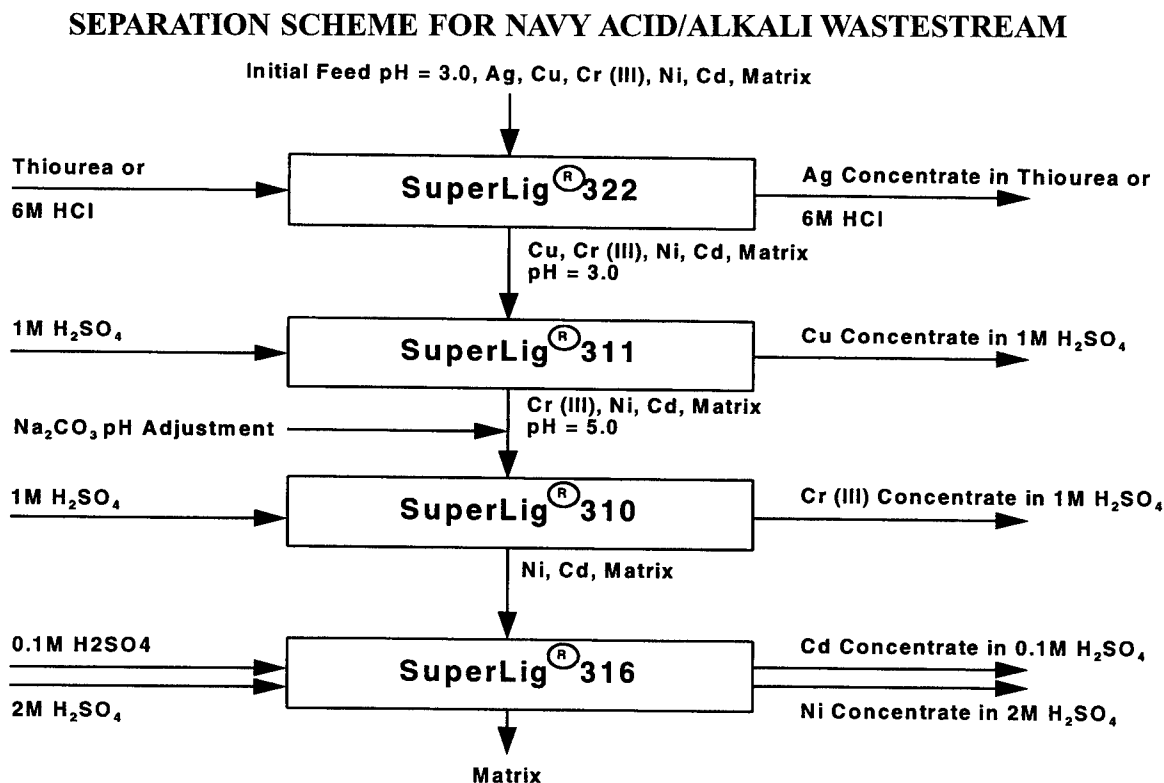 SEPARATION SCHEME FOR NAVY ACID/ALKALI WASTESTREAM
Initial Feed pH = 3.0, Ag, Cu, Cr (III), Ni, Cd, Matrix
Thiourea or
6M HCl
SuperLig®322
Ag Concentrate in Thiourea or
6M HCl
Cu, Cr (III), Ni, Cd, Matrix
pH = 3.0
1M H₂SO₄
SuperLig®311
Cu Concentrate in 1M H₂SO₄
Cr (III), Ni, Cd, Matrix
pH = 5.0
Na₂CO₃ pH Adjustment
1M H₂SO₄
SuperLig®310
Cr (III) Concentrate in 1M H₂SO₄
Ni, Cd, Matrix
0.1M H2SO4
2M H₂SO₄
SuperLig®316
Cd Concentrate in 0.1M H₂SO₄
Ni Concentrate in 2M H₂SO₄
Matrix